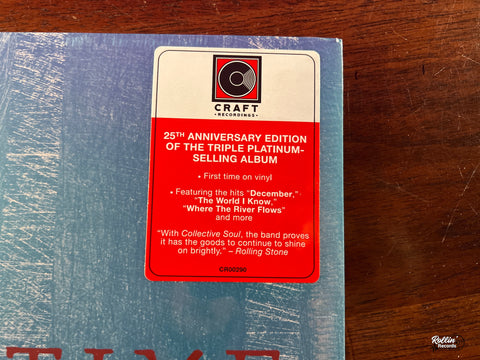 CRAFT
• RECORDINGS •
25TH ANNIVERSARY EDITION
OF THE TRIPLE PLATINUM-
SELLING ALBUM
• First time on vinyl
• Featuring the hits "December,"
"The World I Know,"
"Where The River Flows"
and more
"With Collective Soul, the band proves
it has the goods to continue to shine
on brightly." – Rolling Stone
CR00290
Rollin'
Records